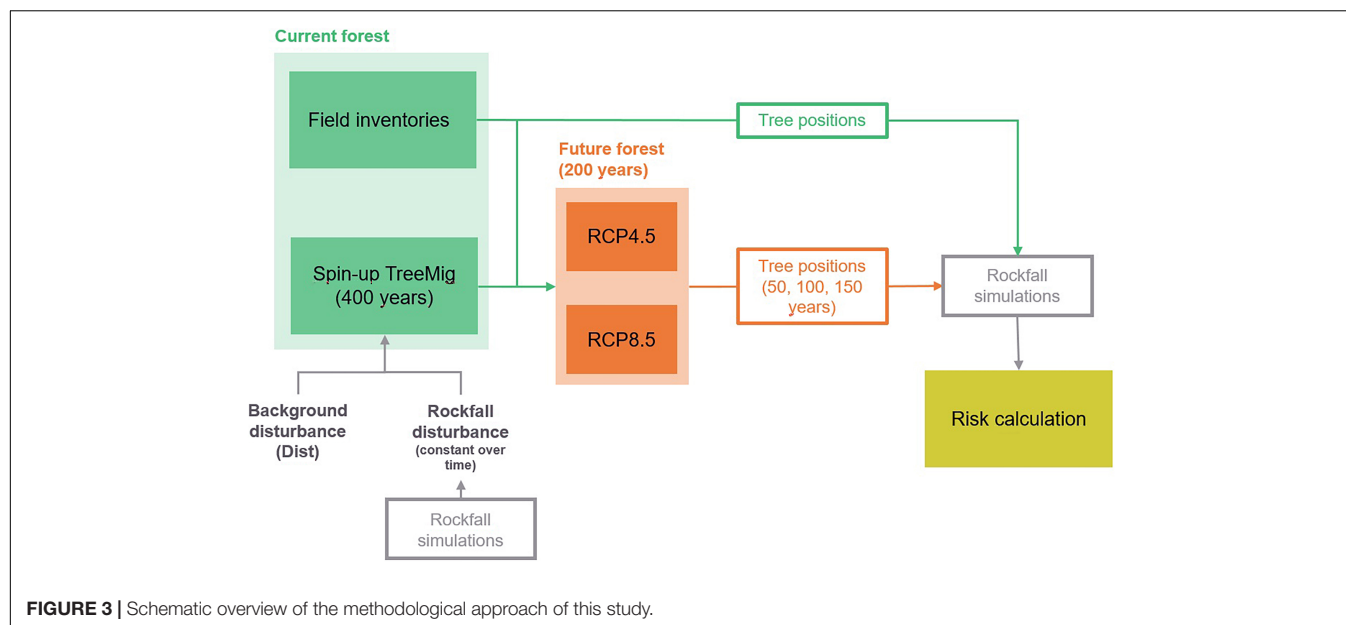 Current forest
Field inventories
Tree positions
Future forest
(200 years)
RCP4.5
Spin-up TreeMig
(400 years)
Tree positions
(50, 100, 150
years)
Rockfall
simulations
RCP8.5
Background
disturbance
(Dist)
Rockfall
disturbance
(constant over
time)
Risk calculation
Rockfall
simulations
FIGURE 3 | Schematic overview of the methodological approach of this study.